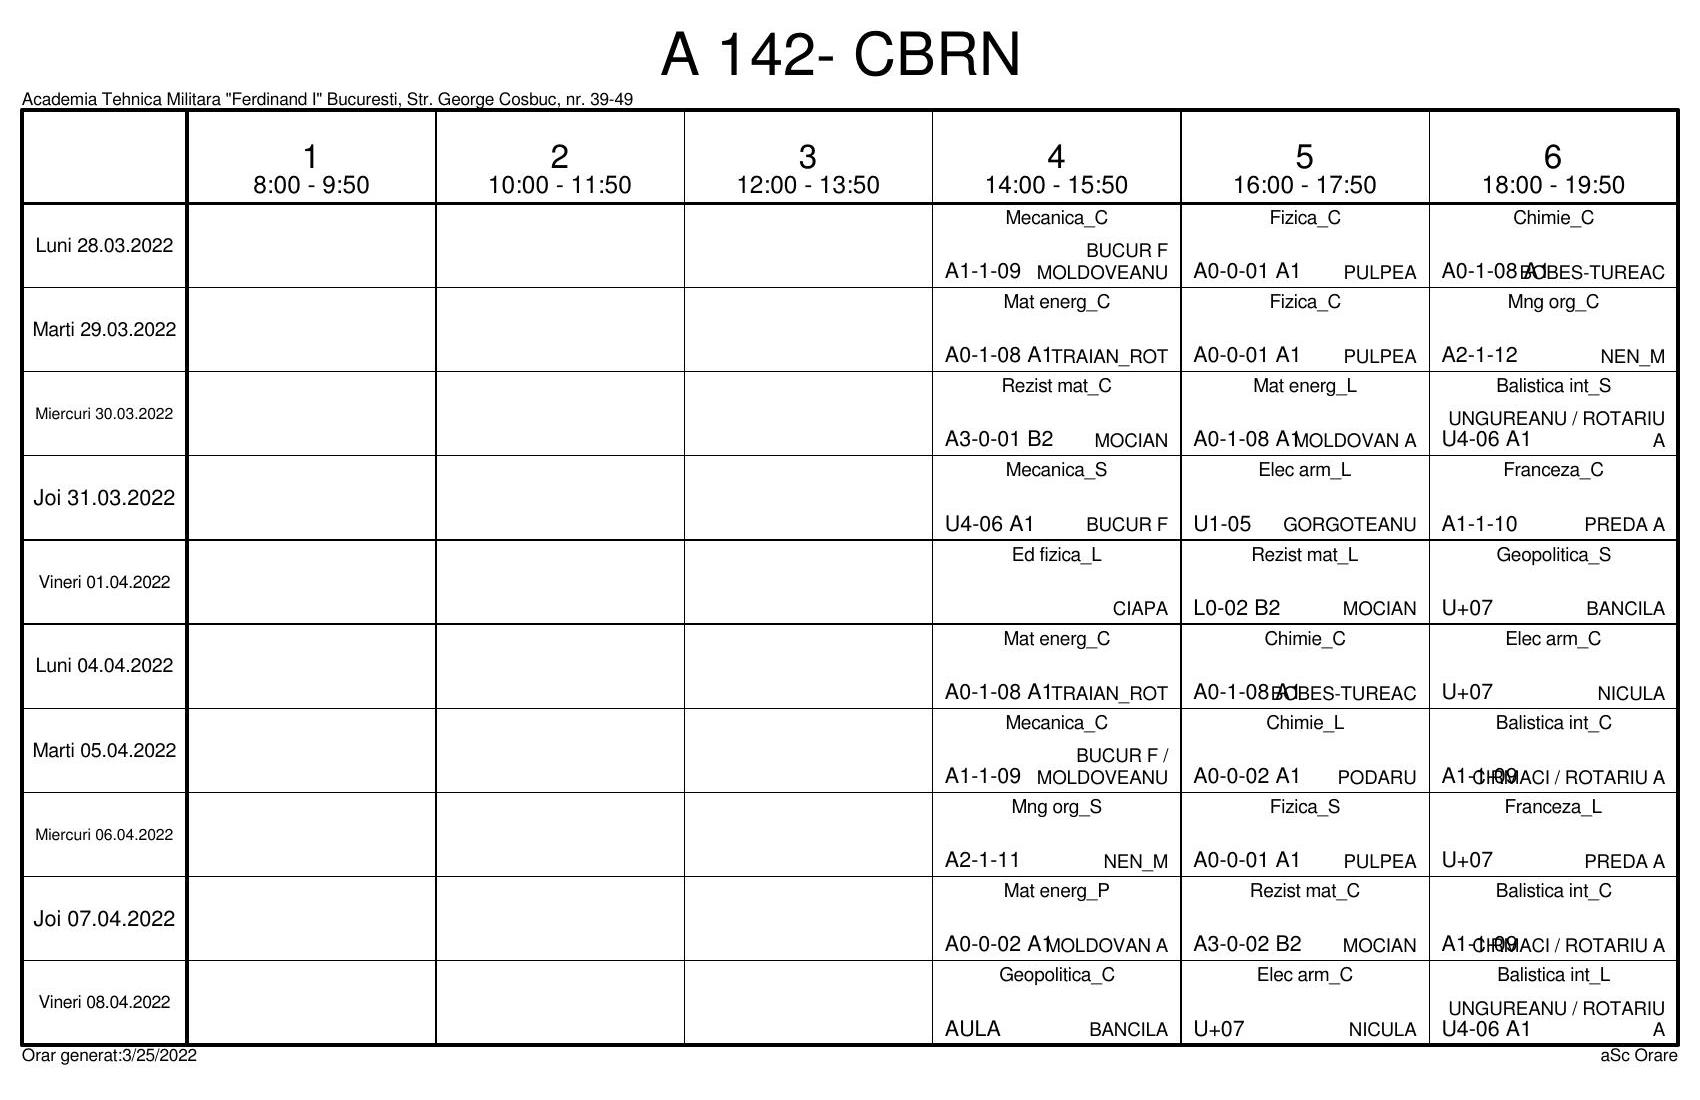 A 142- CBRN
Academia Tehnica Militara "Ferdinand I" Bucuresti, Str. George Cosbuc, nr. 39-49
1 2 3 4 5 6
8:00 - 9:50 10:00 - 11:50 12:00 - 13:50 14:00 - 15:50 16:00 - 17:50 18:00 - 19:50
Luni 28.03.2022
Mecanica_C
BUCUR F
A1-1-09 MOLDOVEANU
Fizica_C
A0-0-01 A1 PULPEA
Chimie_C
A0-1-08 A1 BOBES-TUREAC
Marti 29.03.2022
Mat energ_C
A0-1-08 A1 TRAIAN_ROT
Fizica_C
A0-0-01 A1 PULPEA
Mng org_C
A2-1-12 NEN_M
Miercuri 30.03.2022
Rezist mat_C
A3-0-01 B2 MOCIAN
Mat energ_L
A0-1-08 A1 MOLDOVAN A
Balistica int_S
UNGUREANU / ROTARIU
U4-06 A1 A
Joi 31.03.2022
Mecanica_S
U4-06 A1 BUCUR F
Elec arm_L
U1-05 GORGOTEANU
Franceza_C
A1-1-10 PREDA A
Vineri 01.04.2022
Ed fizica_L
CIAPA
Rezist mat_L
L0-02 B2 MOCIAN
Geopolitica_S
U+07 BANCILA
Luni 04.04.2022
Mat energ_C
A0-1-08 A1 TRAIAN_ROT
Chimie_C
A0-1-08 A1 BOBES-TUREAC
Elec arm_C
U+07 NICULA
Marti 05.04.2022
Mecanica_C
BUCUR F /
A1-1-09 MOLDOVEANU
Chimie_L
A0-0-02 A1 PODARU
Balistica int_C
A1-1-09 / ROTARIU A
Miercuri 06.04.2022
Mng org_S
A2-1-11 NEN_M
Fizica_S
A0-0-01 A1 PULPEA
Franceza_L
U+07 PREDA A
Joi 07.04.2022
Mat energ_P
A0-0-02 A1 MOLDOVAN A
Rezist mat_C
A3-0-02 B2 MOCIAN
Balistica int_C
A1-1-09 / ROTARIU A
Vineri 08.04.2022
Geopolitica_C
AULA BANCILA
Elec arm_C
U+07 NICULA
Balistica int_L
UNGUREANU / ROTARIU
U4-06 A1 A
Orar generat:3/25/2022 aSc Orare